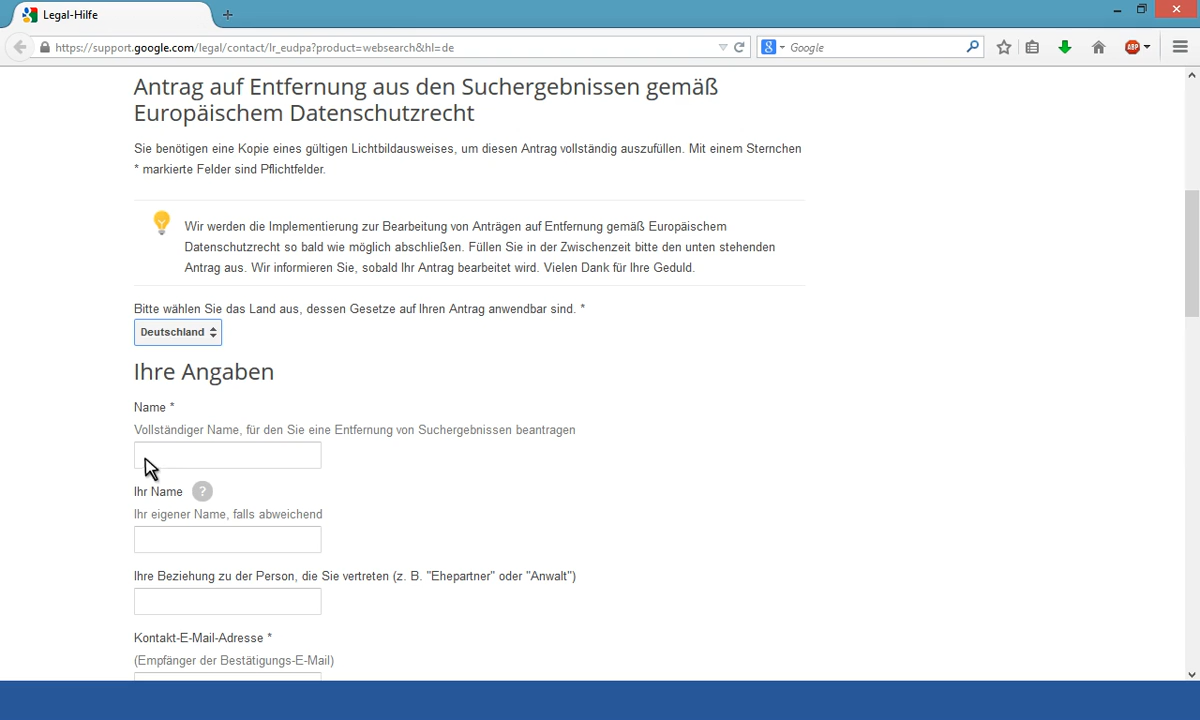 Legal-Hilfe
https://support.google.com/legal/contact/lr_eudpa?product=websearch&hl=de
8
Google
ABP
Antrag auf Entfernung aus den Suchergebnissen gemäß
Europäischem Datenschutzrecht
Sie benötigen eine Kopie eines gültigen Lichtbildausweises, um diesen Antrag vollständig auszufüllen. Mit einem Sternchen
* markierte Felder sind Pflichtfelder.
Wir werden die Implementierung zur Bearbeitung von Anträgen auf Entfernung gemäß Europäischem
Datenschutzrecht so bald wie möglich abschließen. Füllen Sie in der Zwischenzeit bitte den unten stehenden
Antrag aus. Wir informieren Sie, sobald Ihr Antrag bearbeitet wird. Vielen Dank für Ihre Geduld.
Bitte wählen Sie das Land aus, dessen Gesetze auf Ihren Antrag anwendbar sind. *
Deutschland
Ihre Angaben
Name *
Vollständiger Name, für den Sie eine Entfernung von Suchergebnissen beantragen
Ihr Name ?
Ihr eigener Name, falls abweichend
Ihre Beziehung zu der Person, die Sie vertreten (z. B. "Ehepartner" oder "Anwalt")
Kontakt-E-Mail-Adresse *
(Empfänger der Bestätigungs-E-Mail)